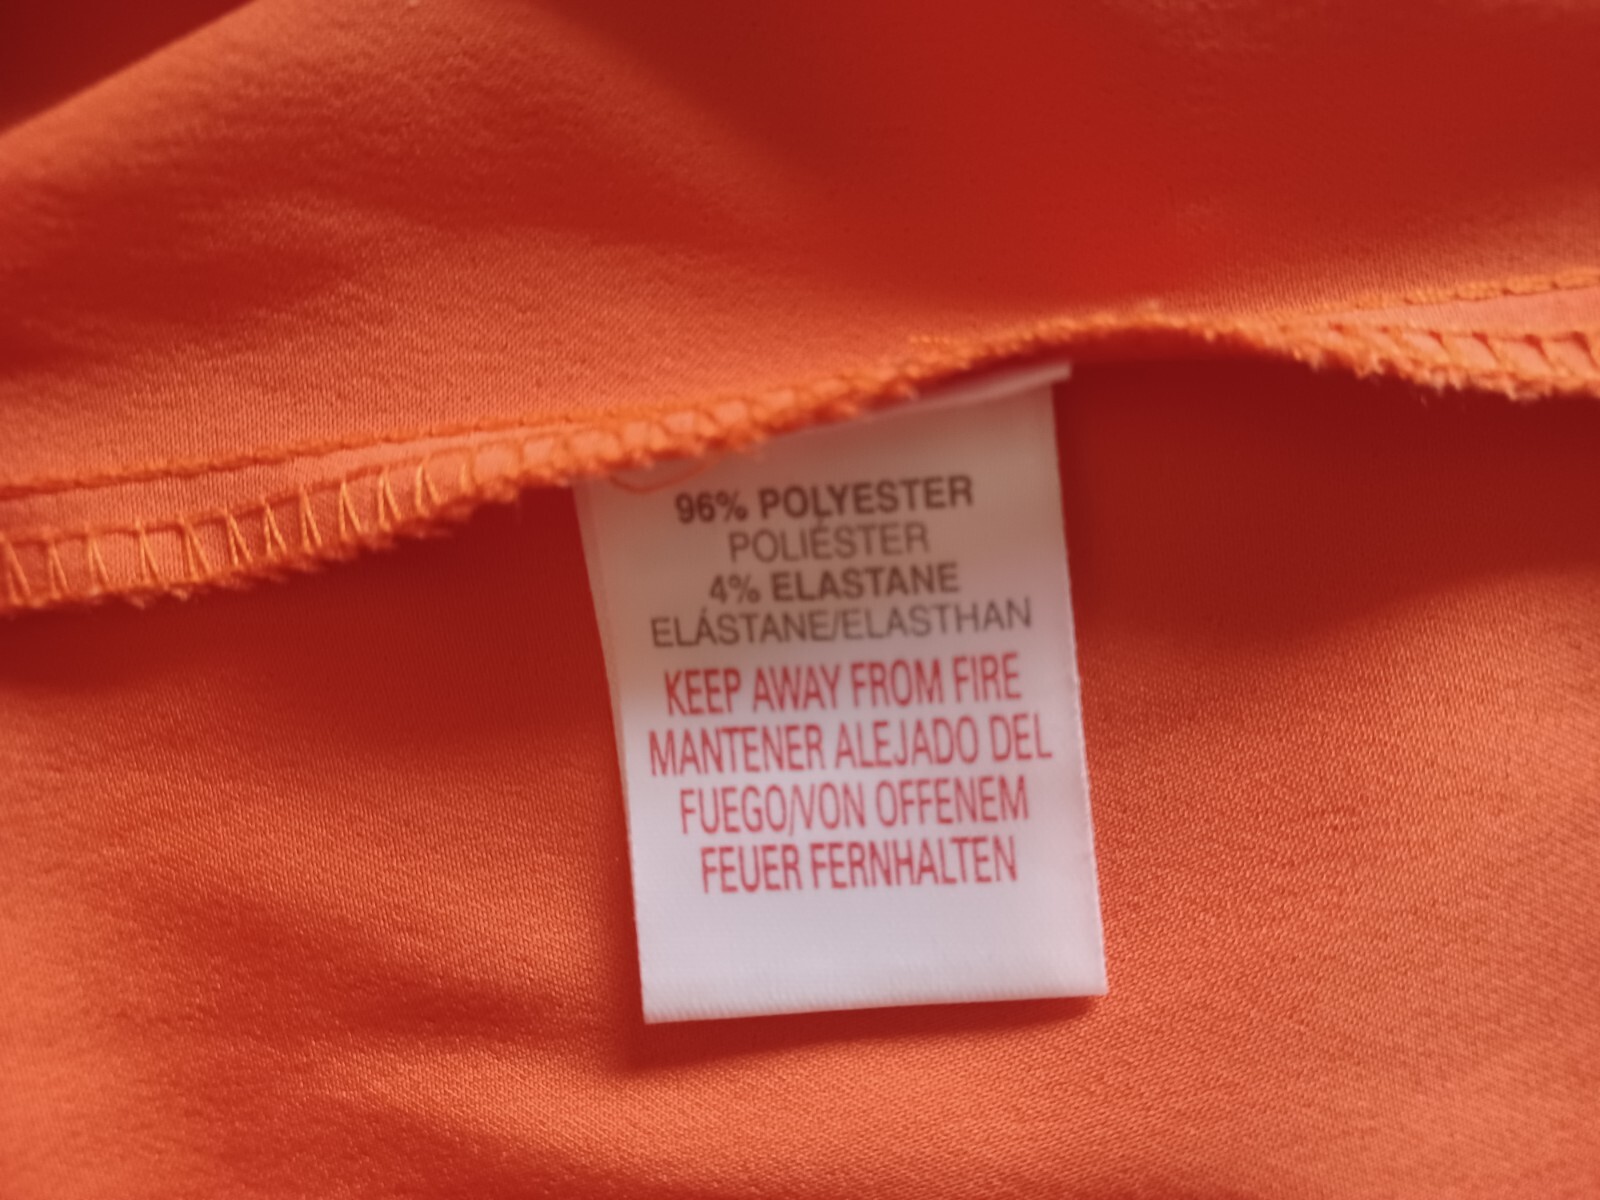 96% POLYESTER
POLIÉSTER
4% ELASTANE
ELÁSTANE/ELASTHAN
KEEP AWAY FROM FIRE
MANTENER ALEJADO DEL
FUEGO/VON OFFENEM
FEUER FERNHALTEN